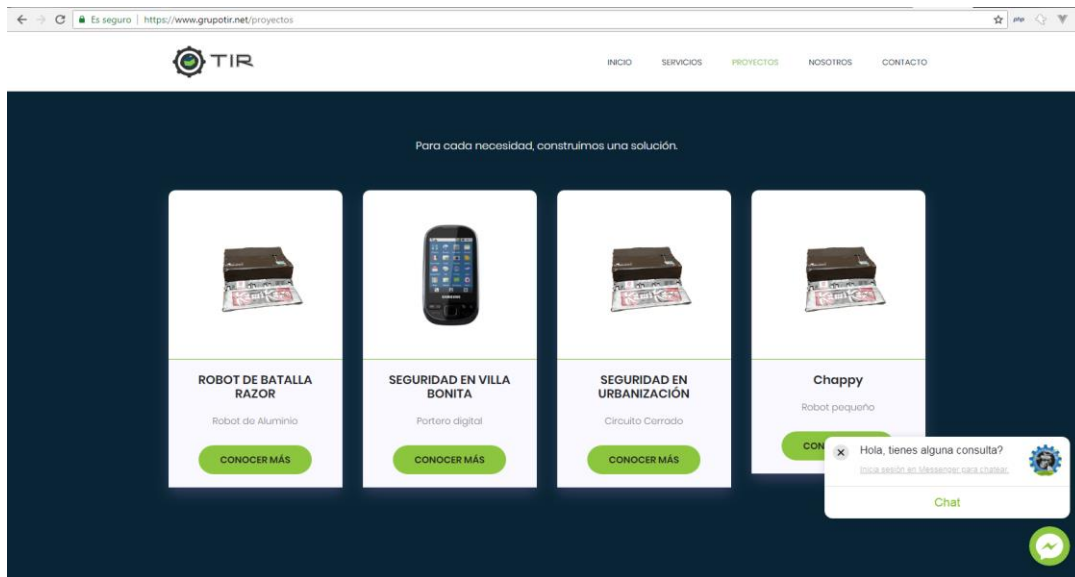 Es seguro | https://www.grupotir.net/proyectos
php
TIR
INICIO SERVICIOS PROYECTOS NOSOTROS CONTACTO
Para cada necesidad, construimos una solución.
ROBOT DE BATALLA
RAZOR
Robot de Aluminio
CONOCER MÁS
SAMSUNG
SEGURIDAD EN VILLA
BONITA
Portero digital
CONOCER MÁS
SEGURIDAD EN
URBANIZACIÓN
Circuito Cerrado
CONOCER MÁS
Chappy
Robot pequeño
CON
Hola, tienes alguna consulta?
Inicia sesión en Messenger para chatear.
Chat